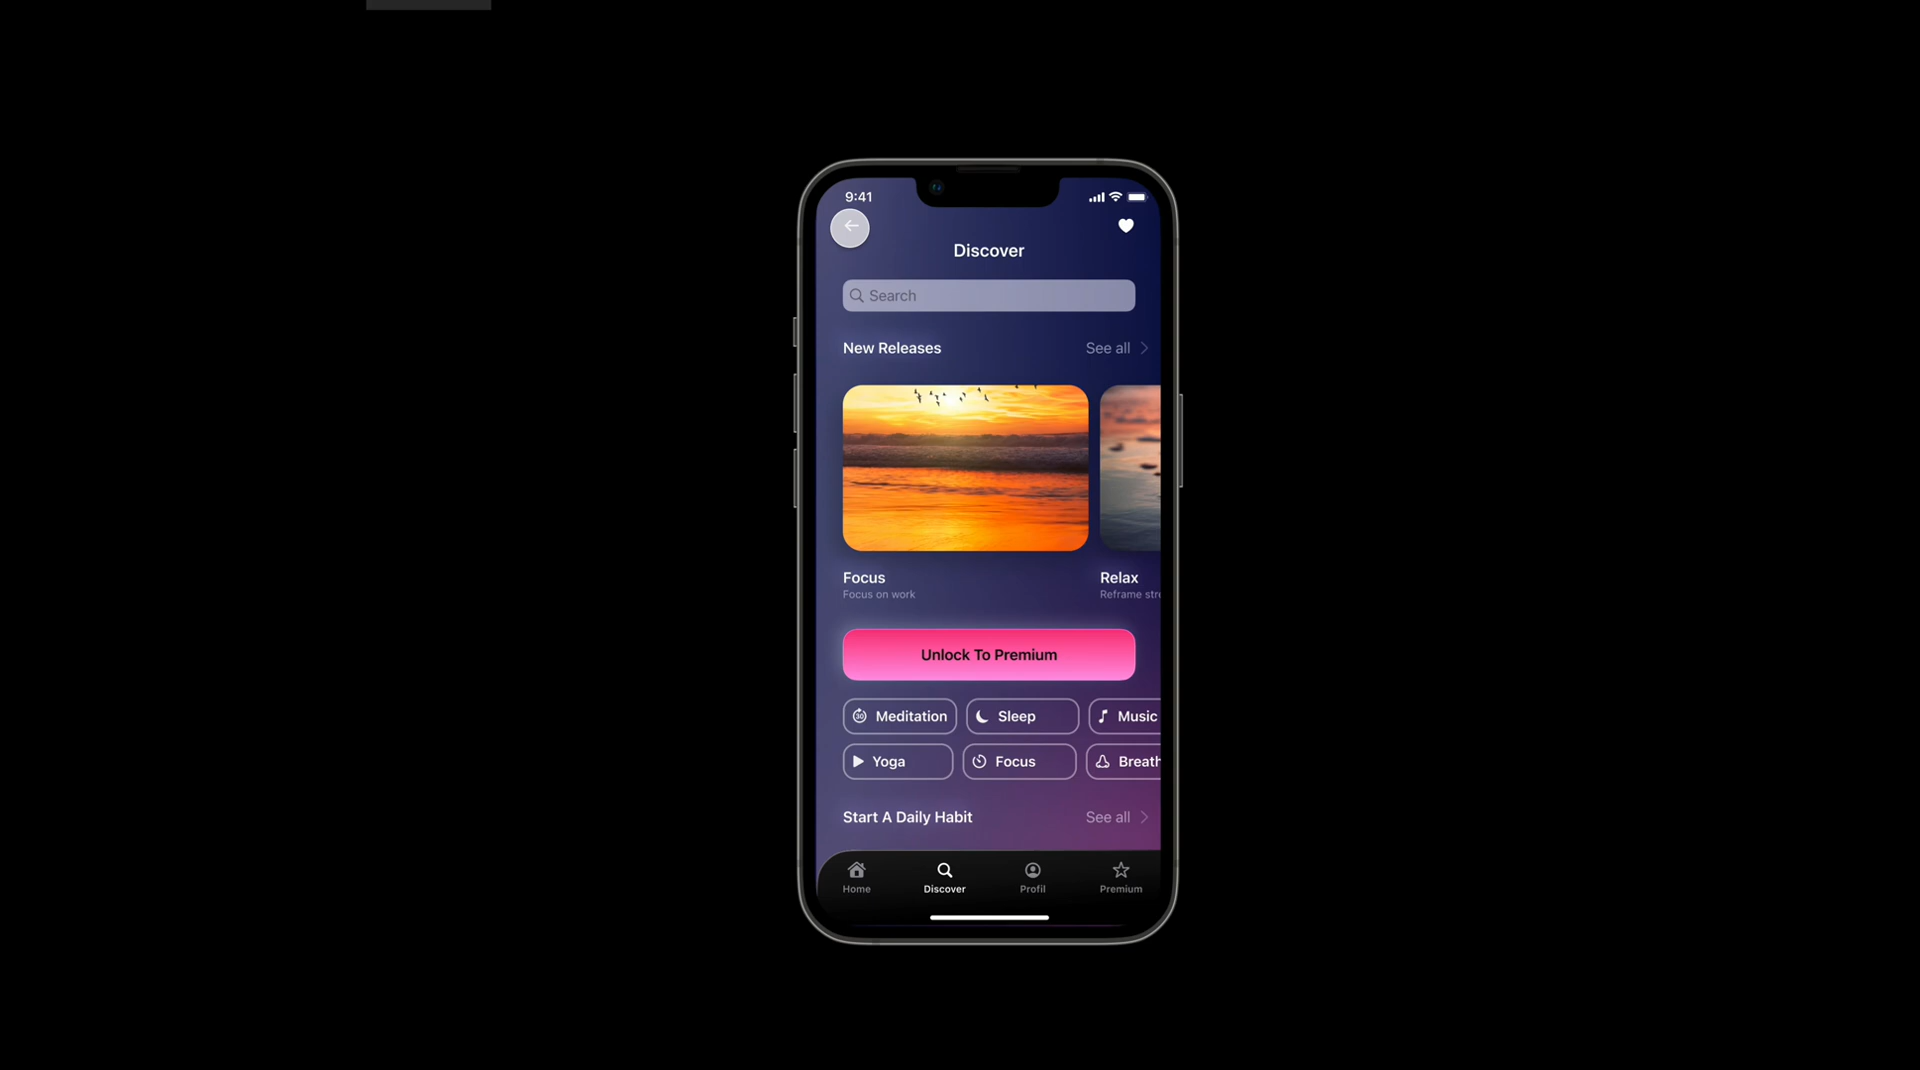 9:41
Discover
Search
New Releases
See all
Focus
Focus on work
Relax
Reframe
Unlock To Premium
Meditation
Sleep
Music
Yoga
Focus
Start A Daily Habit
See all
Home
Discover
Profil
Premium